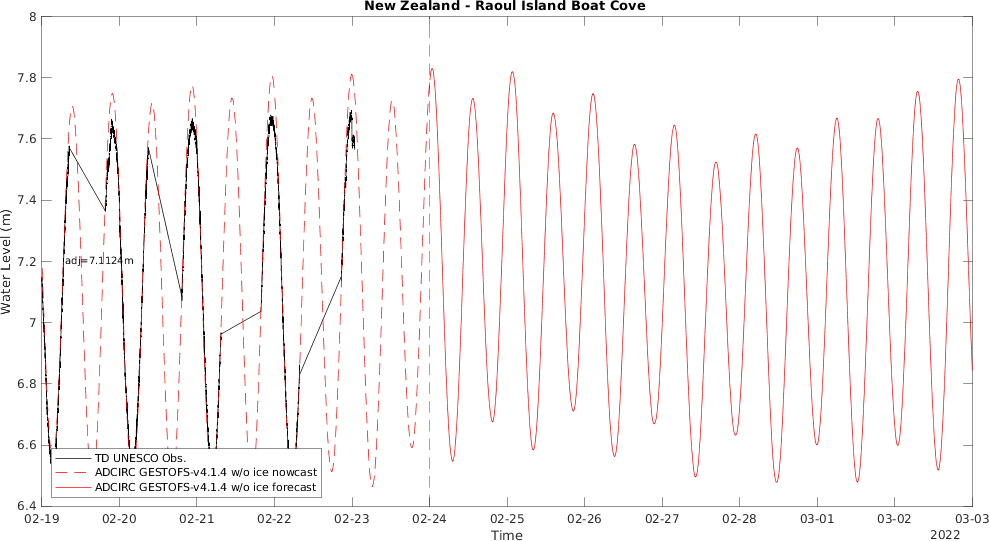 New Zealand - Raoul Island Boat Cove
8
7.8
7.6
7.4
7.2
7
6.8
6.6
6.4
Water Level (m)
adj=7.1124m
TD UNESCO Obs.
ADCIRC GESTOFS-v4.1.4 w/o ice nowcast
ADCIRC GESTOFS-v4.1.4 w/o ice forecast
02-19 02-20 02-21 02-22 02-23 02-24 02-25 02-26 02-27 02-28 03-01 03-02 03-03
Time
2022